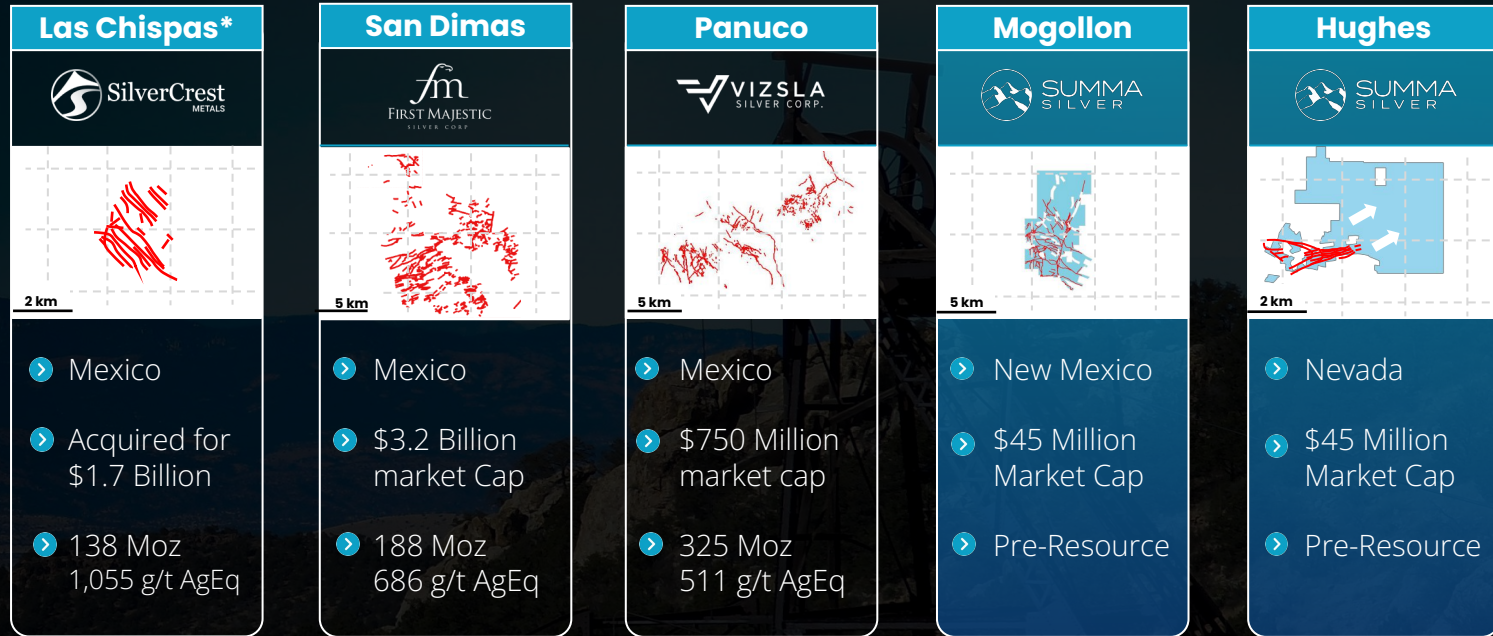 Las Chispas*
SilverCrest
METALS
2 km
Mexico
Acquired for
$1.7 Billion
138 Moz
1,055 g/t AgEq
San Dimas
fm
FIRST MAJESTIC
SILVER CORP
5 km
Mexico
$3.2 Billion
market Cap
188 Moz
686 g/t AgEq
Panuco
VIZSLA
SILVER CORP.
5 km
Mexico
$750 Million
market cap
325 Moz
511 g/t AgEq
Mogollon
SUMMA
SILVER
5 km
New Mexico
$45 Million
Market Cap
Pre-Resource
Hughes
SUMMA
SILVER
2 km
Nevada
$45 Million
Market Cap
Pre-Resource